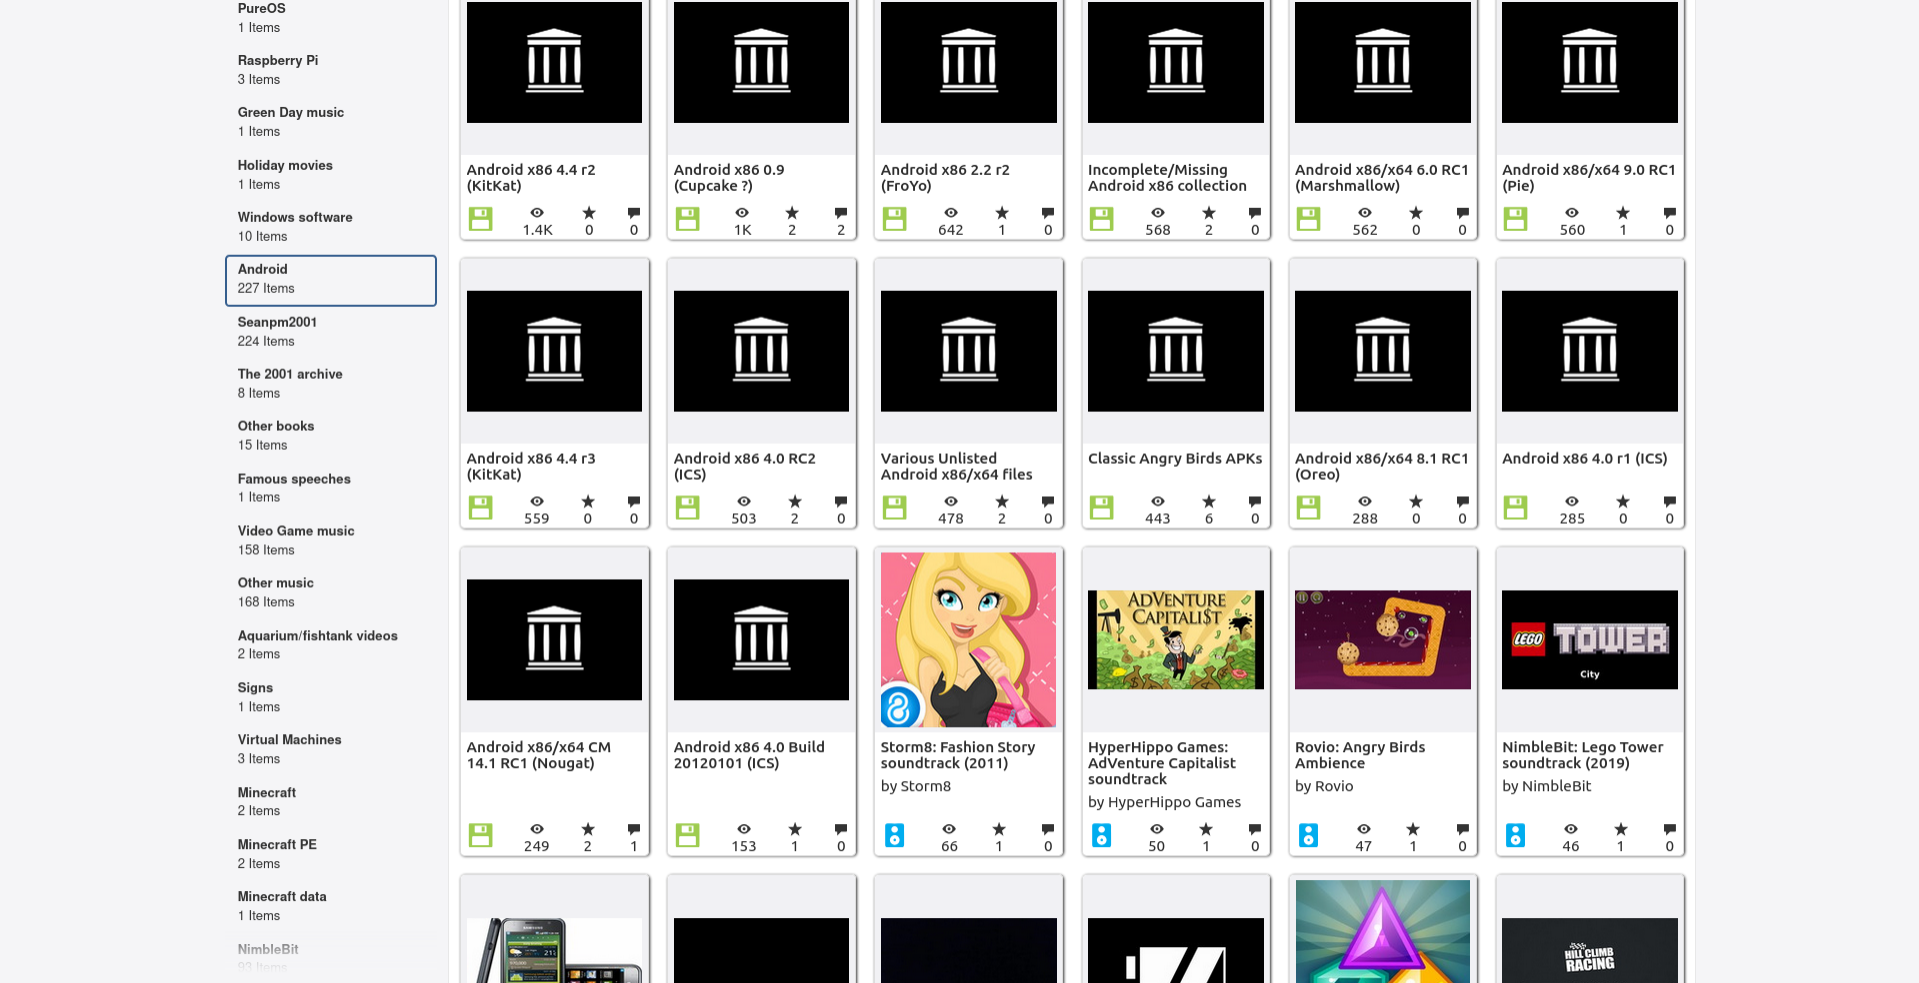 PureOS
1 Items
Raspberry Pi
3 Items
Green Day music
1 Items
Holiday movies
1 Items
Windows software
10 Items
Android
227 Items
Seanpm2001
224 Items
The 2001 archive
8 Items
Other books
15 Items
Famous speeches
1 Items
Video Game music
158 Items
Other music
168 Items
Aquarium/fishtank videos
2 Items
Signs
1 Items
Virtual Machines
3 Items
Minecraft
2 Items
Minecraft PE
2 Items
Minecraft data
1 Items
NimbleBit
93 Items
Android x86 4.4 r2
(KitKat)
1.4K 0 0
Android x86 0.9
(Cupcake ?)
1K 2 2
Android x86 2.2 r2
(FroYo)
642 1 0
Incomplete/Missing
Android x86 collection
568 2 0
Android x86/x64 6.0 RC1
(Marshmallow)
562 0 0
Android x86/x64 9.0 RC1
(Pie)
560 1 0
Android x86 4.4 r3
(KitKat)
559 0 0
Android x86 4.0 RC2
(ICS)
503 2 0
Various Unlisted
Android x86/x64 files
478 2 0
Classic Angry Birds APKs
443 6 0
Android x86/x64 8.1 RC1
(Oreo)
288 0 0
Android x86 4.0 r1 (ICS)
285 0 0
Android x86/x64 CM
14.1 RC1 (Nougat)
249 2 1
Android x86 4.0 Build
20120101 (ICS)
153 1 0
8
Storm8: Fashion Story
soundtrack (2011)
by Storm8
66 1 0
ADVENTURE
CAPITALI$T
HyperHippo Games:
AdVenture Capitalist
soundtrack
by HyperHippo Games
50 1 0
Rovio: Angry Birds
Ambience
by Rovio
47 1 0
LEGO TOWER
City
NimbleBit: Lego Tower
soundtrack (2019)
by NimbleBit
46 1 0
SAMSUNG
21°
HILL CLIMB
RACING